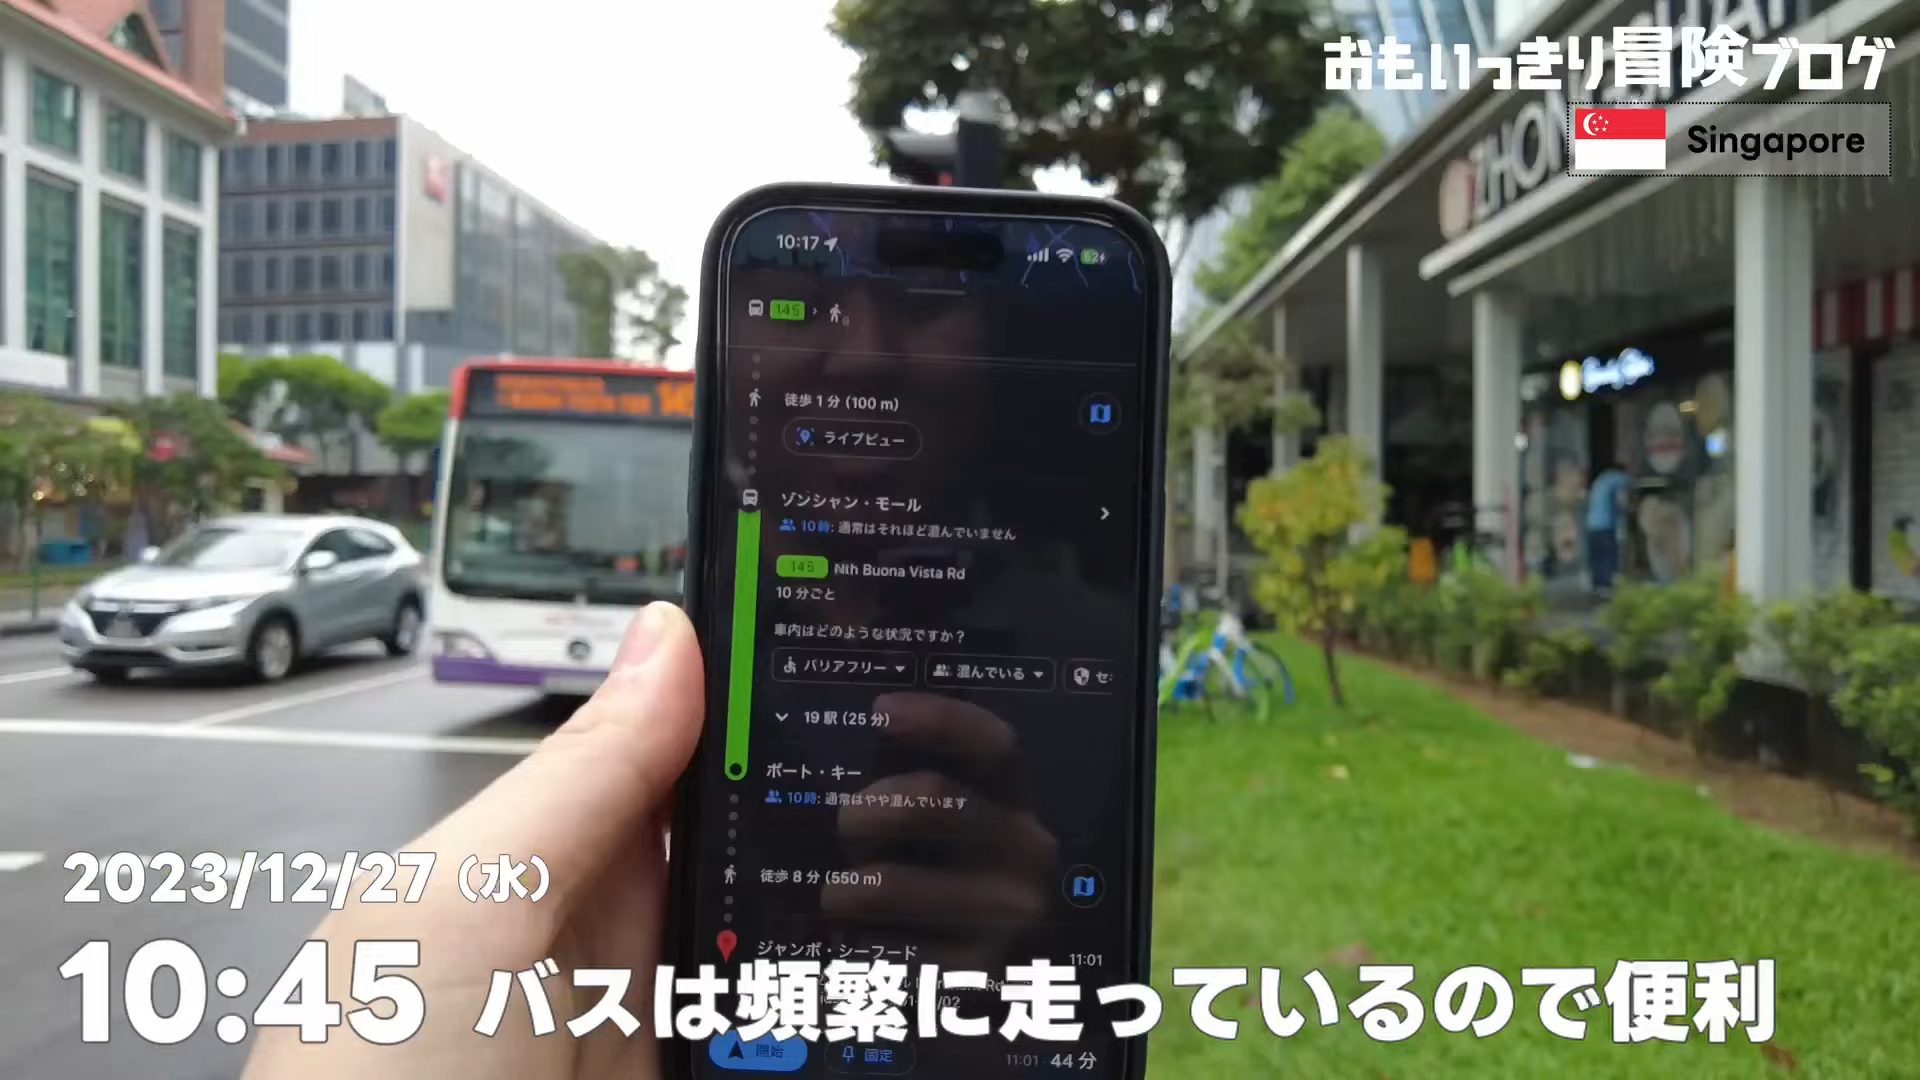 おもいっきり冒険ブログ
Singapore
ZHON
10:17
62
145
徒歩 1 分 (100 m)
ライブビュー
ゾンシャン・モール
10 時: 通常はそれほど混んでいません
145 Nth Buona Vista Rd
10 分ごと
車内はどのような状況ですか？
バリアフリー 混んでいる セ
19 駅 (25 分)
ボート・キー
10 時: 通常はやや混んでいます
徒歩 8 分 (550 m)
ジャンボ・シーフード 11:01
開始 固定 11:01 44 分
2023/12/27（水）
10:45 バスは頻繁に走っているので便利